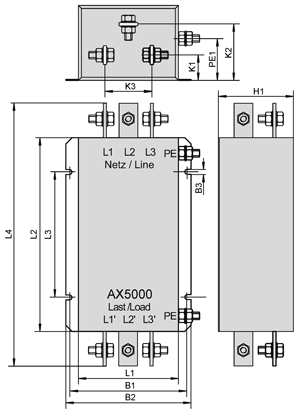 K1
PE1
K2
K3
H1
L1 L2 L3 PE
Netz / Line
B3
L4
L2
L3
AX5000
Last/Load
L1' L2' L3' PE
L1
B1
B2